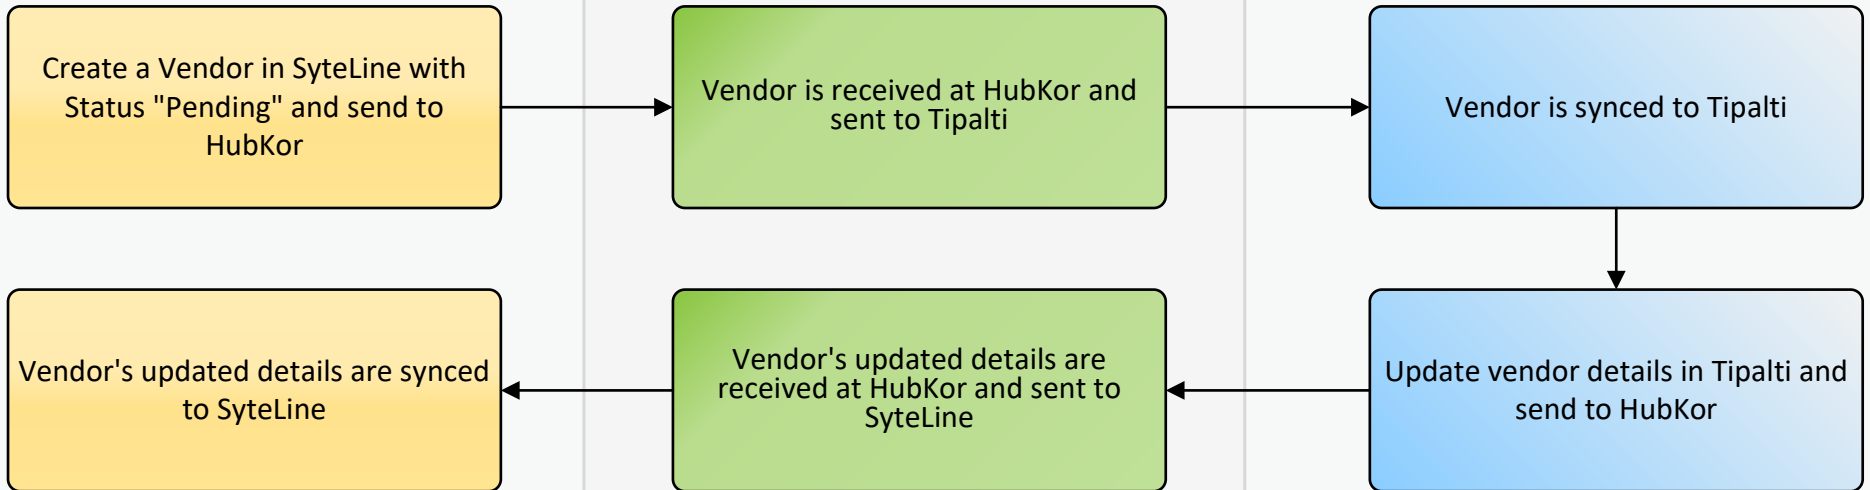 Create a Vendor in SyteLine with
Status "Pending" and send to
HubKor
Vendor is received at HubKor and
sent to Tipalti
Vendor is synced to Tipalti
Vendor's updated details are synced
to SyteLine
Vendor's updated details are
received at HubKor and sent to
SyteLine
Update vendor details in Tipalti and
send to HubKor